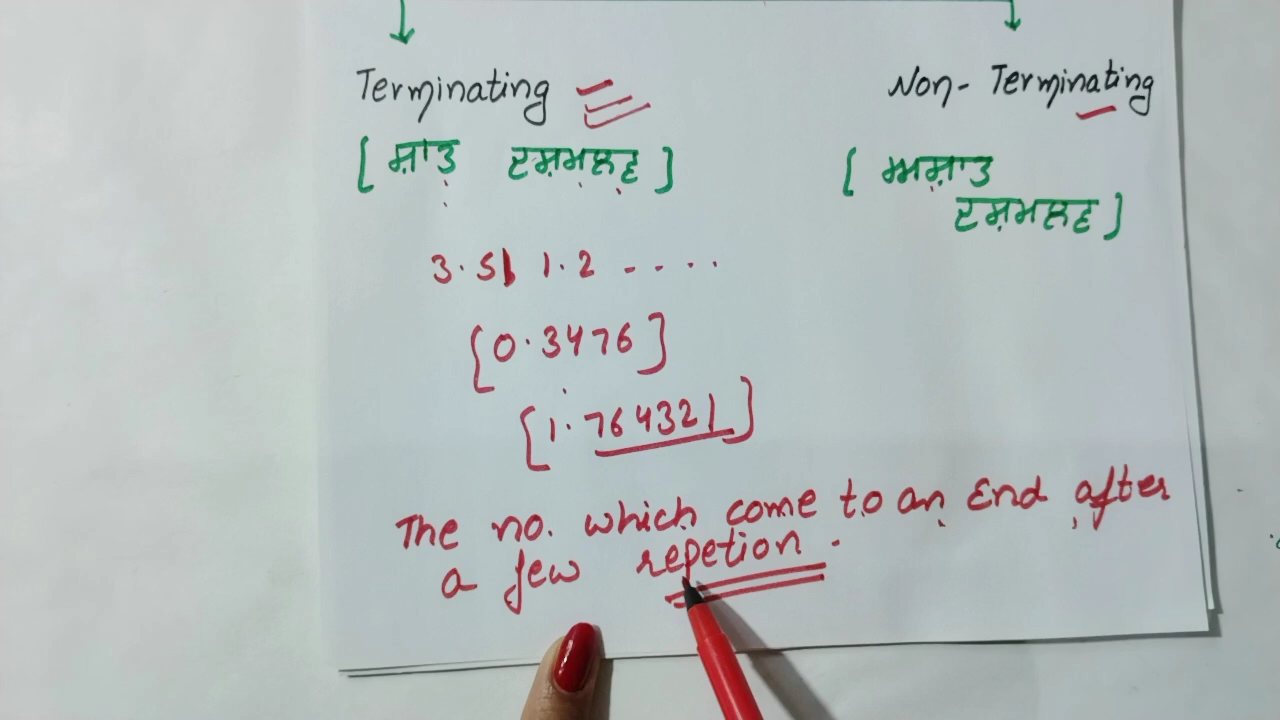 Terminating
Non- Terminating
[ ਸ਼ਾਂਤ ਦਸ਼ਮਲਵ ]
[ ਅਸ਼ਾਂਤ
ਦਸ਼ਮਲਵ ]
3.5, 1.2 ----
[0.3476]
[1.764321]
The no. which come to an End after
a few repetion.